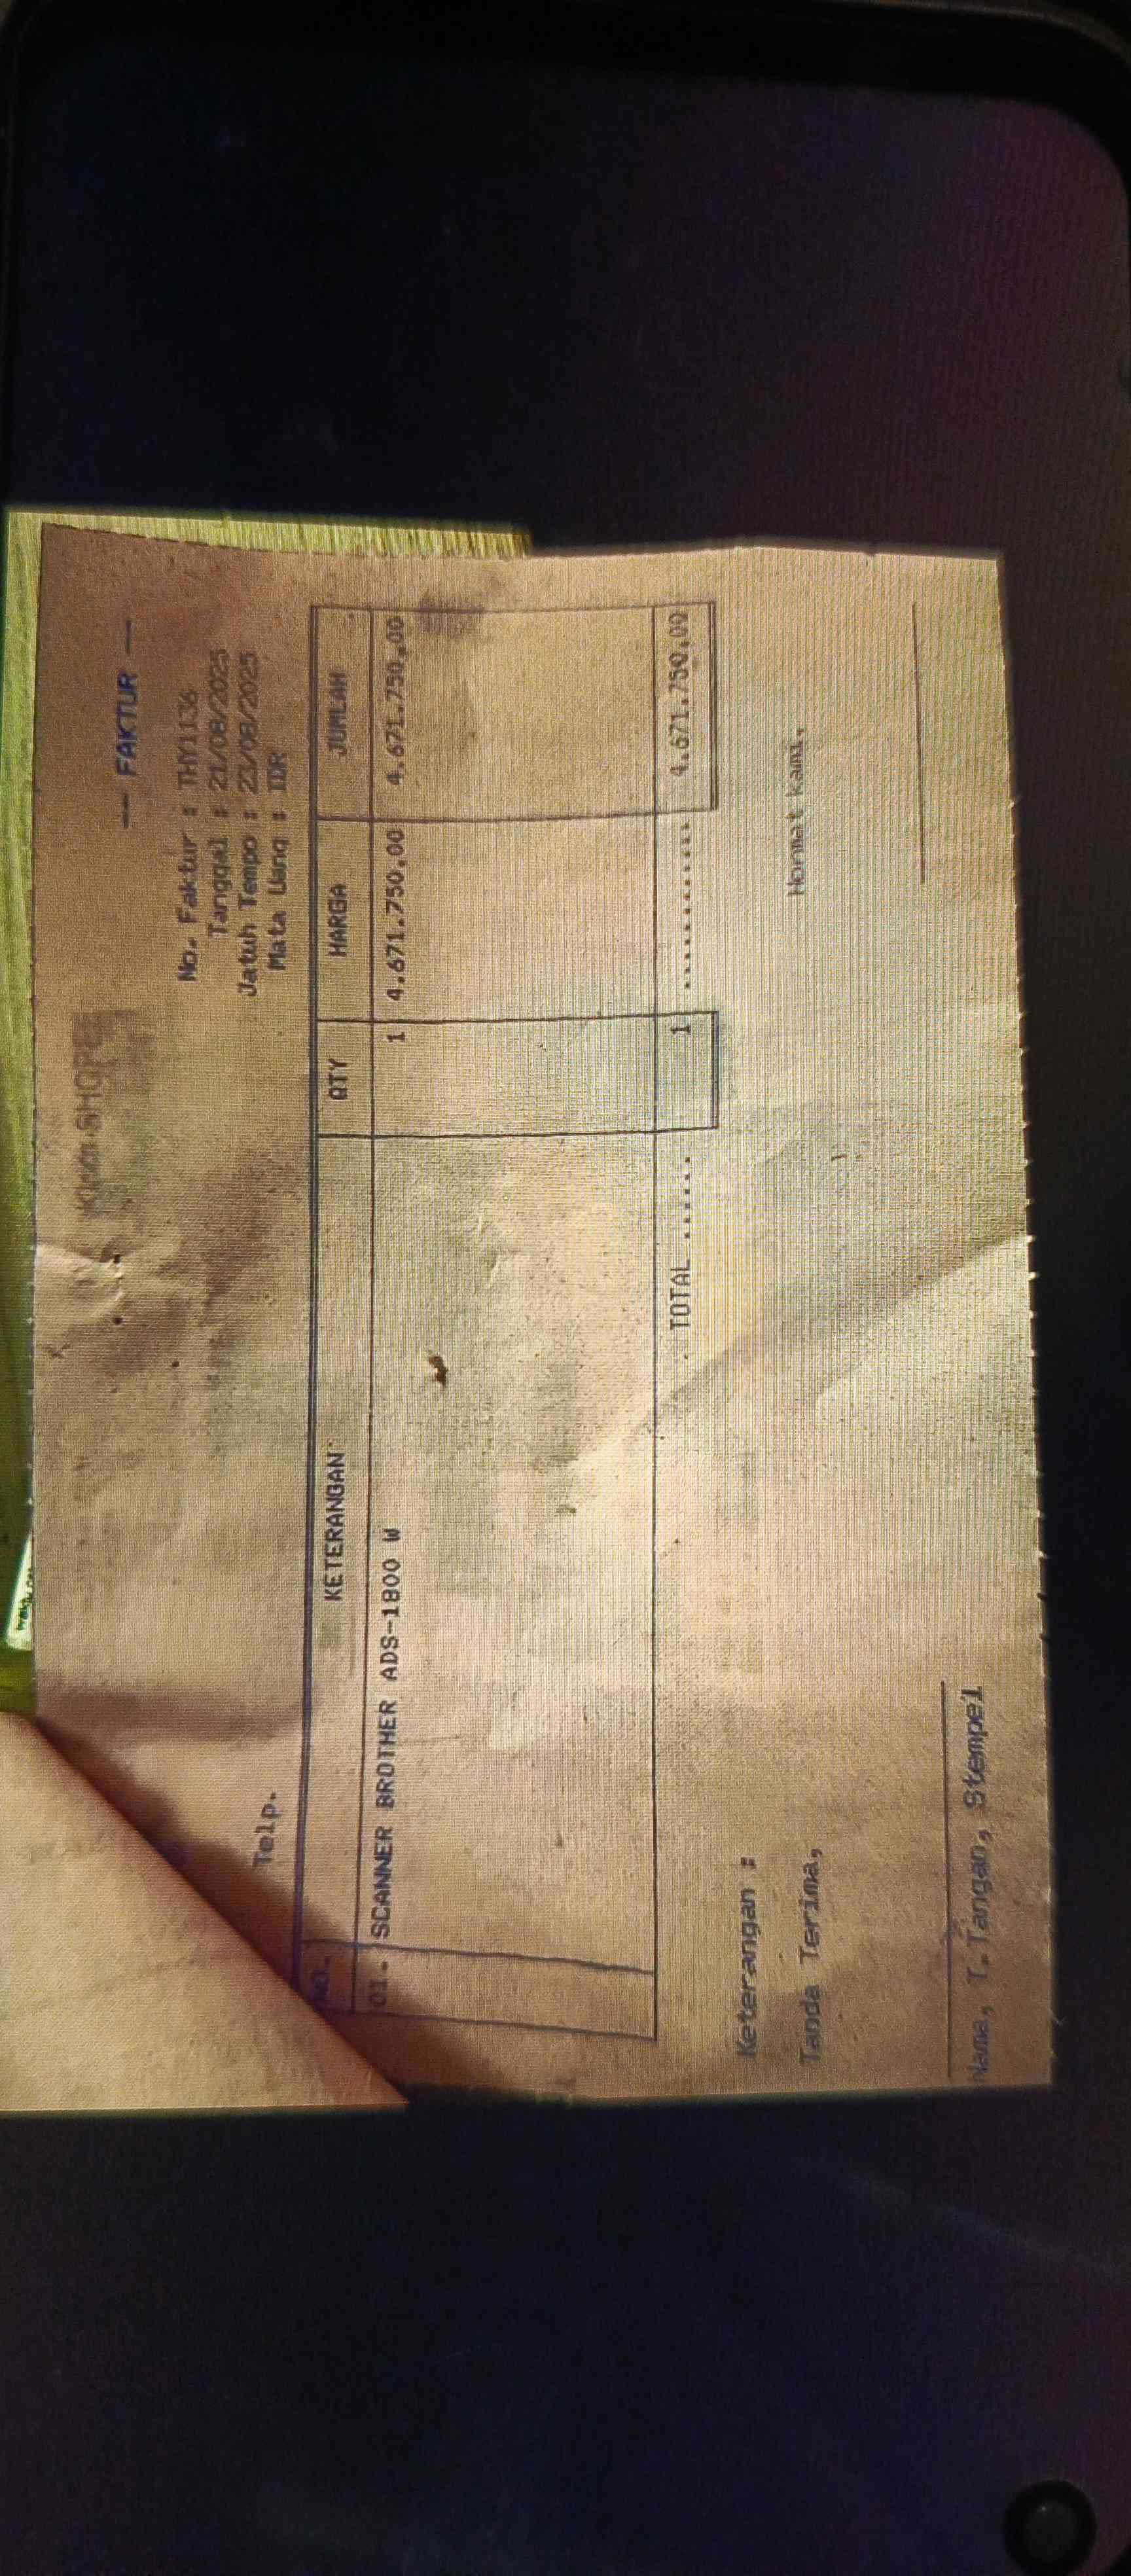 -- FAKTUR --
No. Faktur : THY1136
Tanggal : 21/08/2025
Jatuh Tempo : 23/08/2025
Mata Uang : IDR
Telp.
NO. KETERANGAN QTY HARGA JUMLAH
01. SCANNER BROTHER ADS-1800 W 1 4.671.750,00 4.671.750,00
TOTAL ...... 1 ............ 4.671.750,00
Keterangan :
Tanda Terima, Hormat kami,
Nama, T.Tangan, Stempel